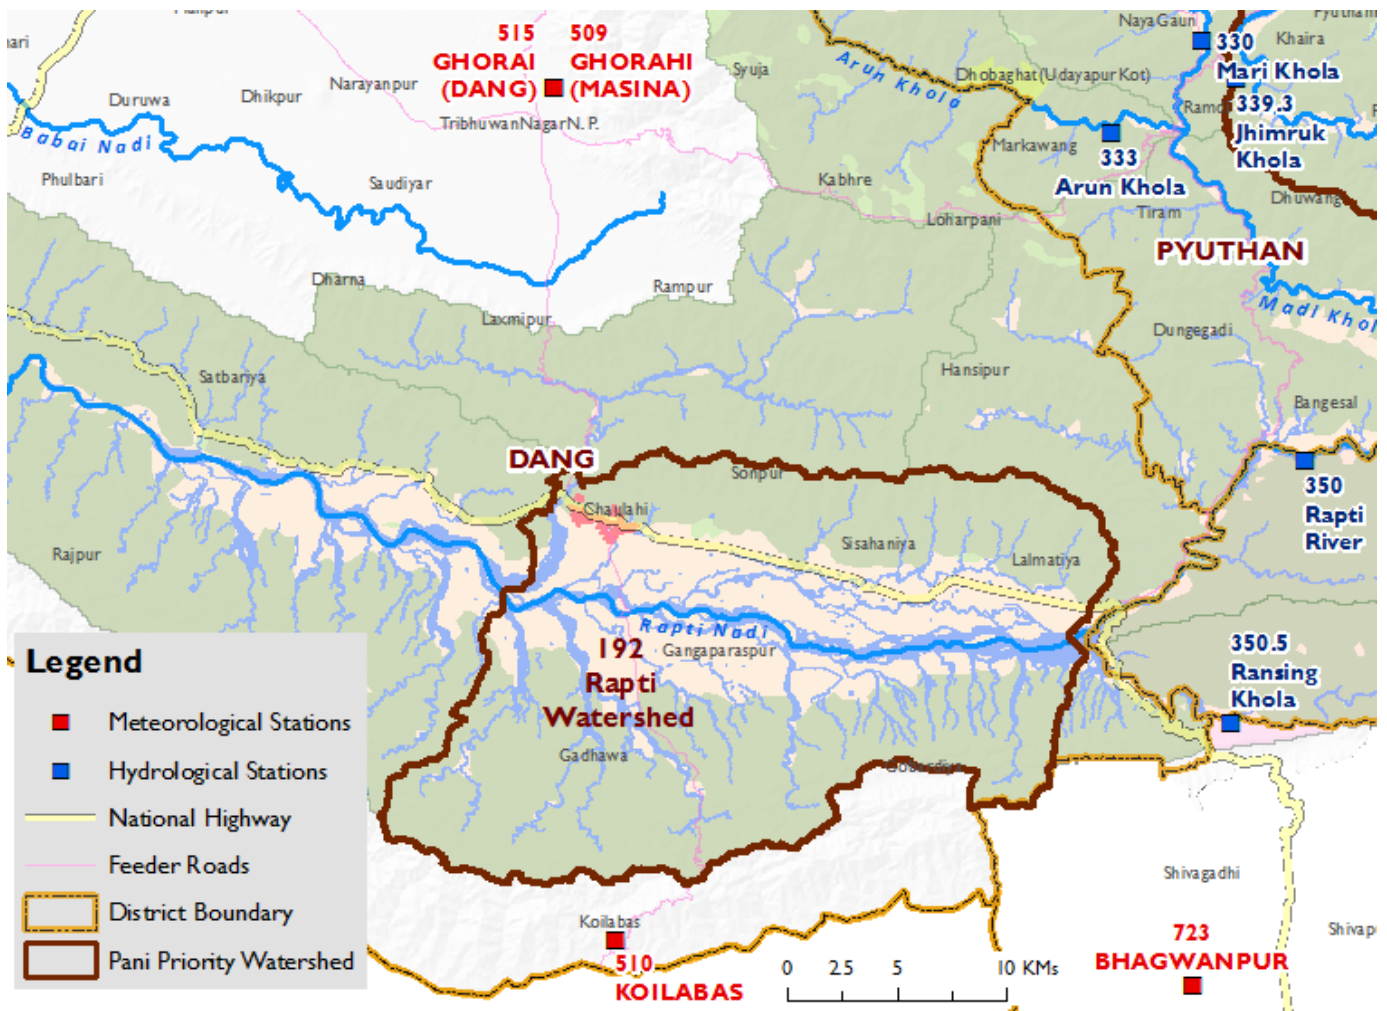 515 509
GHORAI GHORAHI
(DANG) (MASINA)
Naya Gaun
330
Khaira
Mari Khola
Syuja
Arun Khola
Dhobaghat (Udayapur Kot)
Narayanpur
Dhikpur
Duruwa
339.3
Jhimruk
Khola
Tribhuwan Nagar N. P.
Babai Nadi
Markawang
333
Arun Khola
Phulbari
Saudiyar
Kabhre
Dhuwang
Loharpani
Tiram
PYUTHAN
Dharna
Rampur
Madi Khol
Laxmipur
Dungegadi
Satbariya
Hansipur
Bangesal
DANG
Sonpur
350
Rapti
River
Chaulahi
Sisahaniya
Rajpur
Lalmatiya
Rapti Nadi
192
Rapti
Watershed
Gangaparaspur
350.5
Ransing
Khola
Gadhawa
Legend
Meteorological Stations
Hydrological Stations
National Highway
Feeder Roads
District Boundary
Pani Priority Watershed
Shivagadhi
Koilabas
510
KOILABAS
723
BHAGWANPUR
0 2.5 5 10 KMs